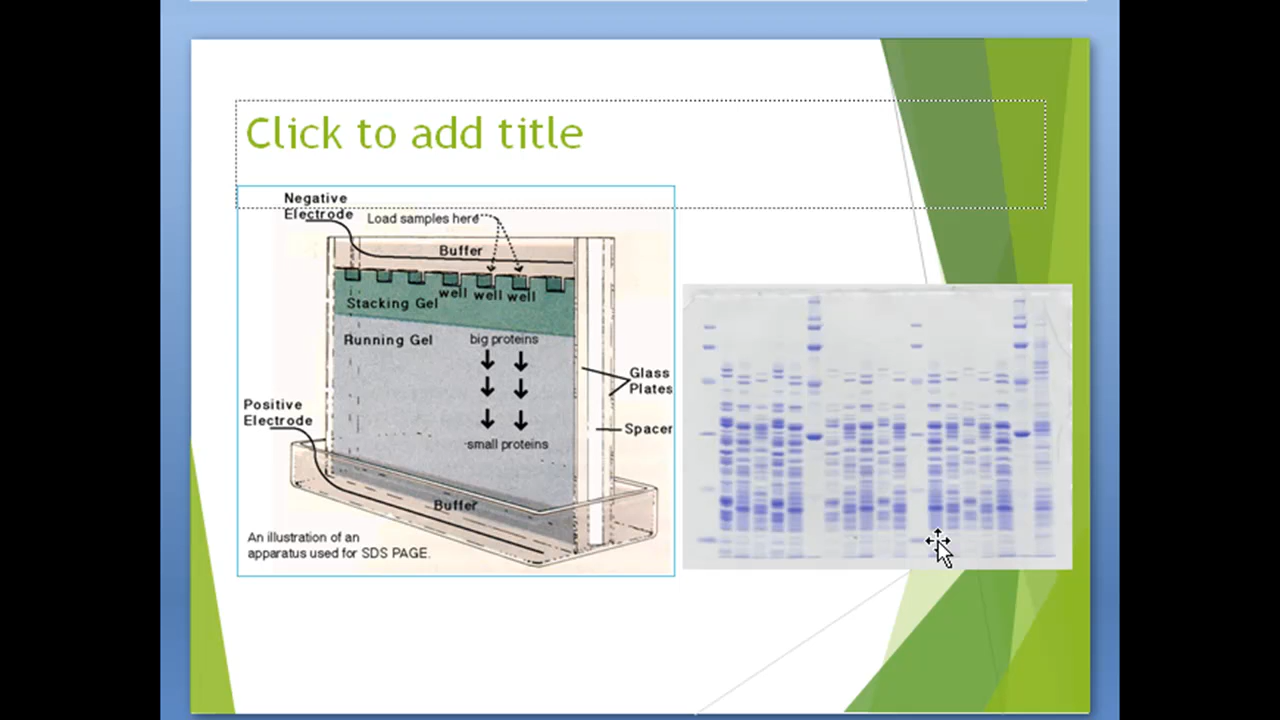 Click to add title
Negative
Electrode
Load samples here
Buffer
well well well
Stacking Gel
Running Gel
big proteins
Glass
Plates
Positive
Electrode
Spacer
small proteins
Buffer
An illustration of an
apparatus used for SDS PAGE.